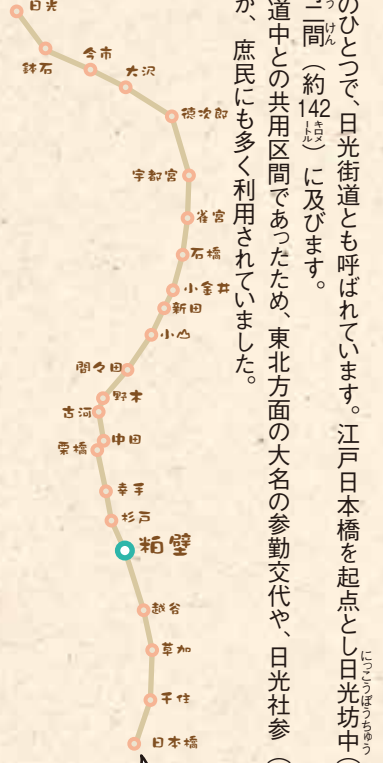 のひとつで、日光街道とも呼ばれています。江戸日本橋を起点とし日光坊中（
にっこうぼうちゅう
間（約142キロメートル）に及びます。
けん
道中との共用区間であったため、東北方面の大名の参勤交代や、日光社参（
か、庶民にも多く利用されていました。
日光
鉢石
今市
大沢
徳次郎
宇都宮
雀宮
石橋
小金井
新田
小山
間々田
野木
古河
中田
栗橋
幸手
杉戸
粕壁
越谷
草加
千住
日本橋